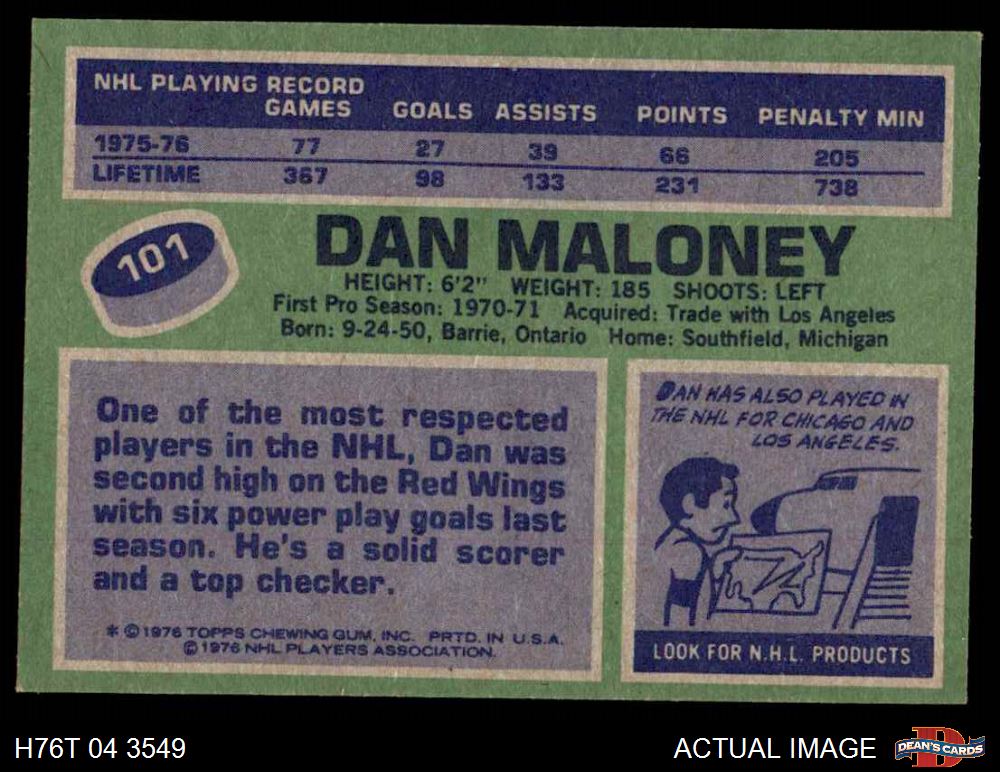 NHL PLAYING RECORD
GAMES GOALS ASSISTS POINTS PENALTY MIN
1975-76 77 27 39 66 205
LIFETIME 367 98 133 231 738
101
DAN MALONEY
HEIGHT: 6'2" WEIGHT: 185 SHOOTS: LEFT
First Pro Season: 1970-71 Acquired: Trade with Los Angeles
Born: 9-24-50, Barrie, Ontario Home: Southfield, Michigan
One of the most respected
players in the NHL, Dan was
second high on the Red Wings
with six power play goals last
season. He's a solid scorer
and a top checker.
* © 1976 TOPPS CHEWING GUM, INC. PRTD. IN U.S.A.
© 1976 NHL PLAYERS ASSOCIATION.
DAN HAS ALSO PLAYED IN
THE NHL FOR CHICAGO AND
LOS ANGELES.
LOOK FOR N.H.L. PRODUCTS
H76T 04 3549
ACTUAL IMAGE
D
DEAN'S CARDS